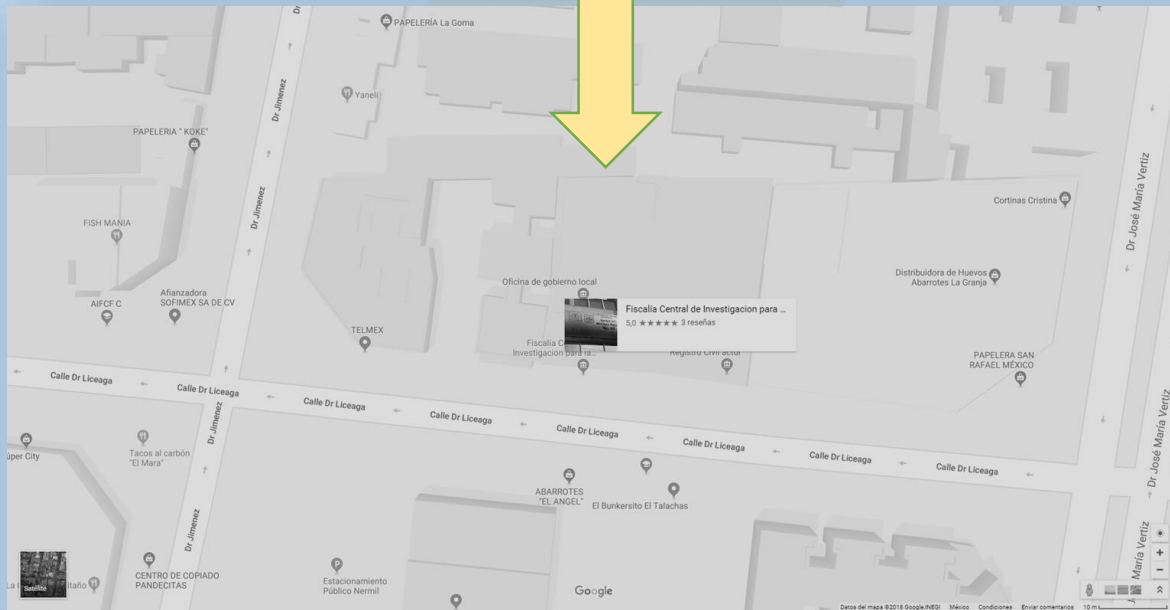 PAPELERÍA La Goma
Dr Jimenez
Yaneli
PAPELERIA " KOKE"
Dr José María Vertiz
Dr Jimenez
Cortinas Cristina
FISH MANIA
Oficina de gobierno local
Distribuidora de Huevos
Abarrotes La Granja
AIFCF C
Afianzadora
SOFIMEX SA DE CV
Fiscalía Central de Investigacion para ...
5,0 ★★★★★ 3 reseñas
TELMEX
Fiscalía C
Investigacion para la...
Registro Civil
PAPELERA SAN
RAFAEL MÉXICO
Calle Dr Liceaga
Calle Dr Liceaga
Calle Dr Liceaga
Calle Dr Liceaga
Calle Dr Liceaga
Calle Dr Liceaga
Calle Dr Liceaga
Calle Dr Liceaga
Dr Jimenez
Dr José María Vertiz
úper City
Tacos al carbón
"El Mara"
ABARROTES
"EL ANGEL"
El Bunkersito El Talachas
Dr Jimenez
José María Vertiz
CENTRO DE COPIADO
PANDECITAS
Estacionamiento
Público Nermil
Satélite
Google
Datos del mapa ©2018 Google, INEGI México Condiciones Enviar comentarios 10 m